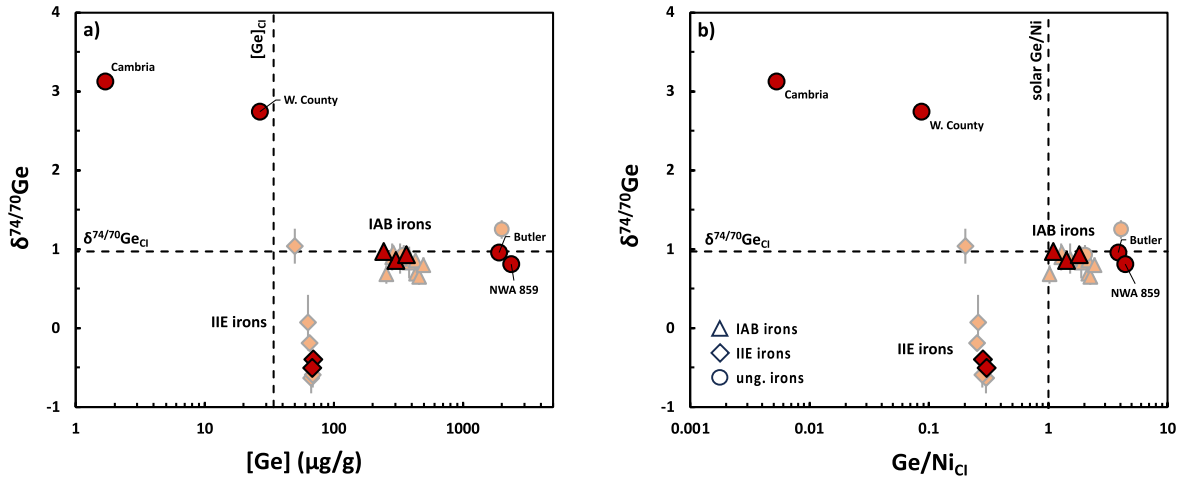 a)
[Ge]CI
4
3
2
1
0
-1
δ74/70Ge
Cambria
W. County
δ74/70GeCI
IAB irons
Butler
NWA 859
IIE irons
1
10
100
1000
[Ge] (μg/g)
b)
solar Ge/Ni
4
3
2
1
0
-1
δ74/70Ge
Cambria
W. County
δ74/70GeCI
IAB irons
Butler
NWA 859
IIE irons
IAB irons
IIE irons
ung. irons
0.001
0.01
0.1
1
10
Ge/NiCI